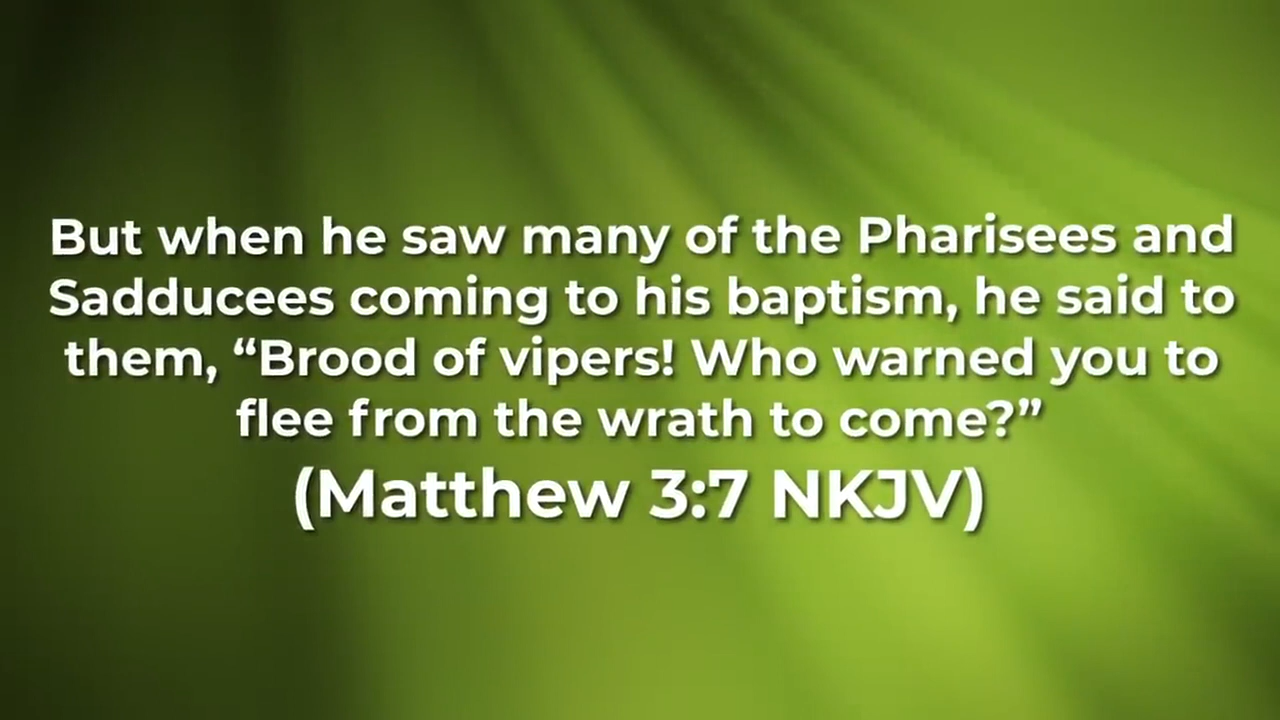 But when he saw many of the Pharisees and
Sadducees coming to his baptism, he said to
them, “Brood of vipers! Who warned you to
flee from the wrath to come?”
(Matthew 3:7 NKJV)